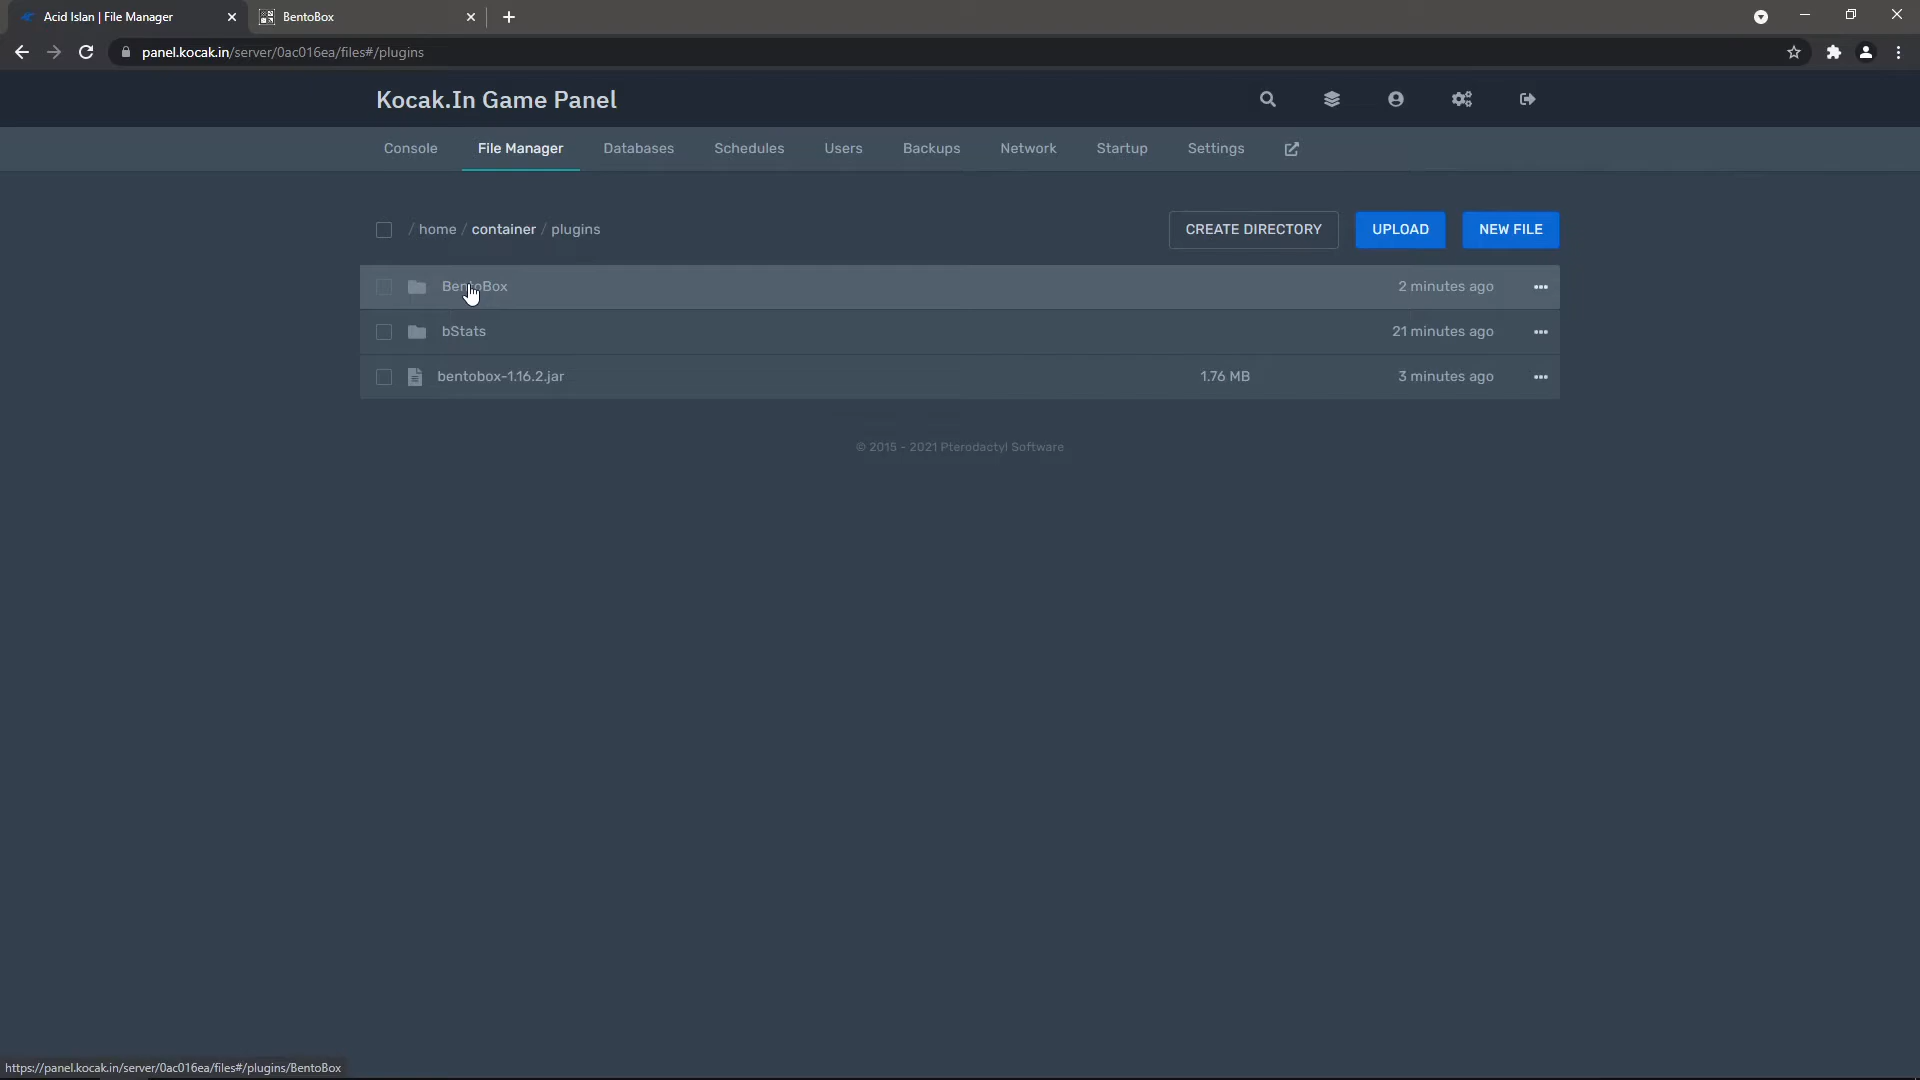 Acid Islan | File Manager
BentoBox
panel.kocak.in/server/0ac016ea/files#/plugins
Kocak.In Game Panel
Console File Manager Databases Schedules Users Backups Network Startup Settings
/ home / container / plugins
CREATE DIRECTORY UPLOAD NEW FILE
BentoBox 2 minutes ago
bStats 21 minutes ago
bentobox-1.16.2.jar 1.76 MB 3 minutes ago
© 2015 - 2021 Pterodactyl Software
https://panel.kocak.in/server/0ac016ea/files#/plugins/BentoBox